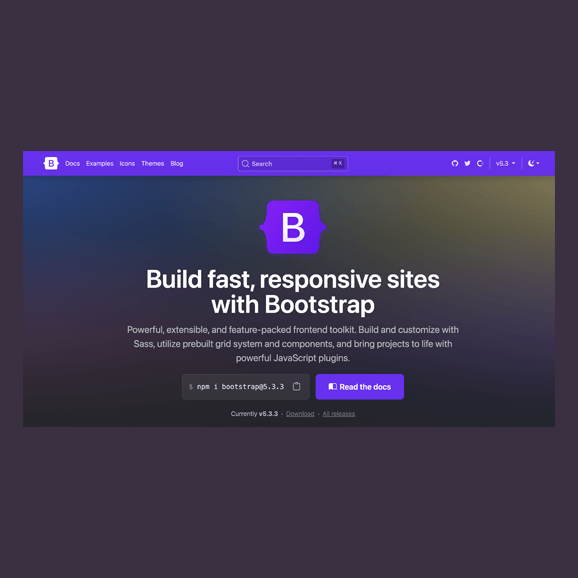 B Docs Examples Icons Themes Blog Search ⌘ K v5.3
B
Build fast, responsive sites
with Bootstrap
Powerful, extensible, and feature-packed frontend toolkit. Build and customize with
Sass, utilize prebuilt grid system and components, and bring projects to life with
powerful JavaScript plugins.
$ npm i bootstrap@5.3.3 Read the docs
Currently v5.3.3 · Download · All releases